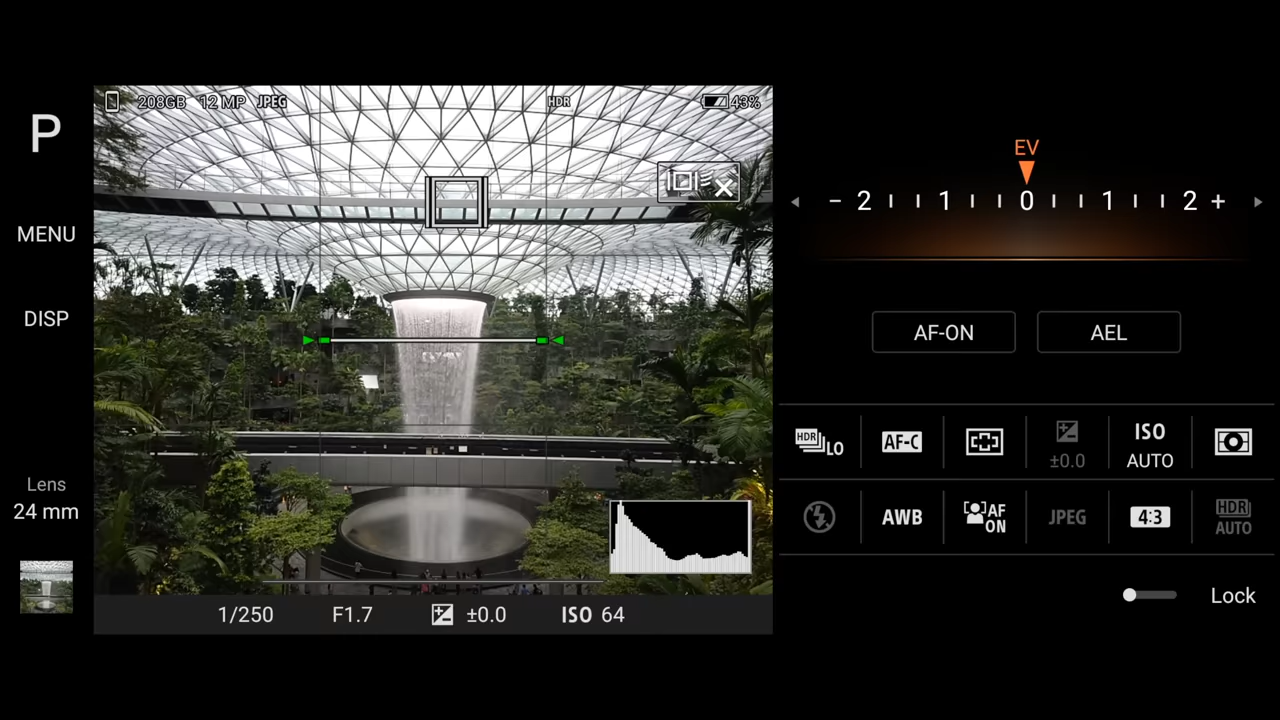 P
MENU
DISP
Lens
24 mm
208GB 12 MP JPEG HDR 43%
1/250 F1.7 ±0.0 ISO 64
EV
− 2 1 0 1 2 +
AF-ON AEL
HDR LO AF-C ±0.0 ISO AUTO
AWB AF ON JPEG 4:3 HDR AUTO
Lock